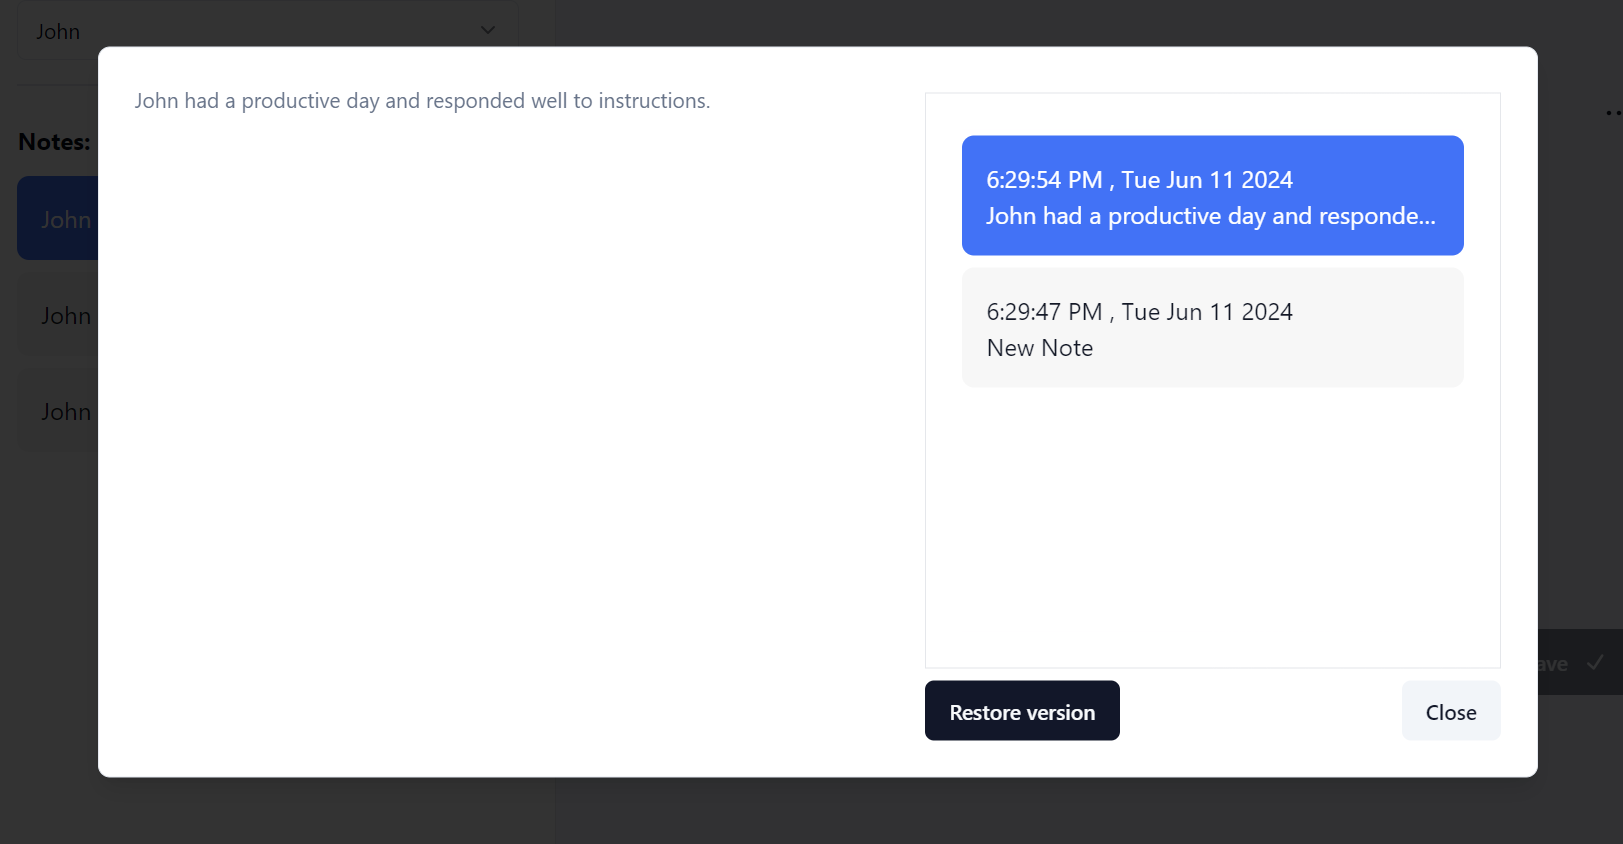 John
Notes:
John
John
John
John had a productive day and responded well to instructions.
6:29:54 PM , Tue Jun 11 2024
John had a productive day and responde...
6:29:47 PM , Tue Jun 11 2024
New Note
ave
Restore version
Close